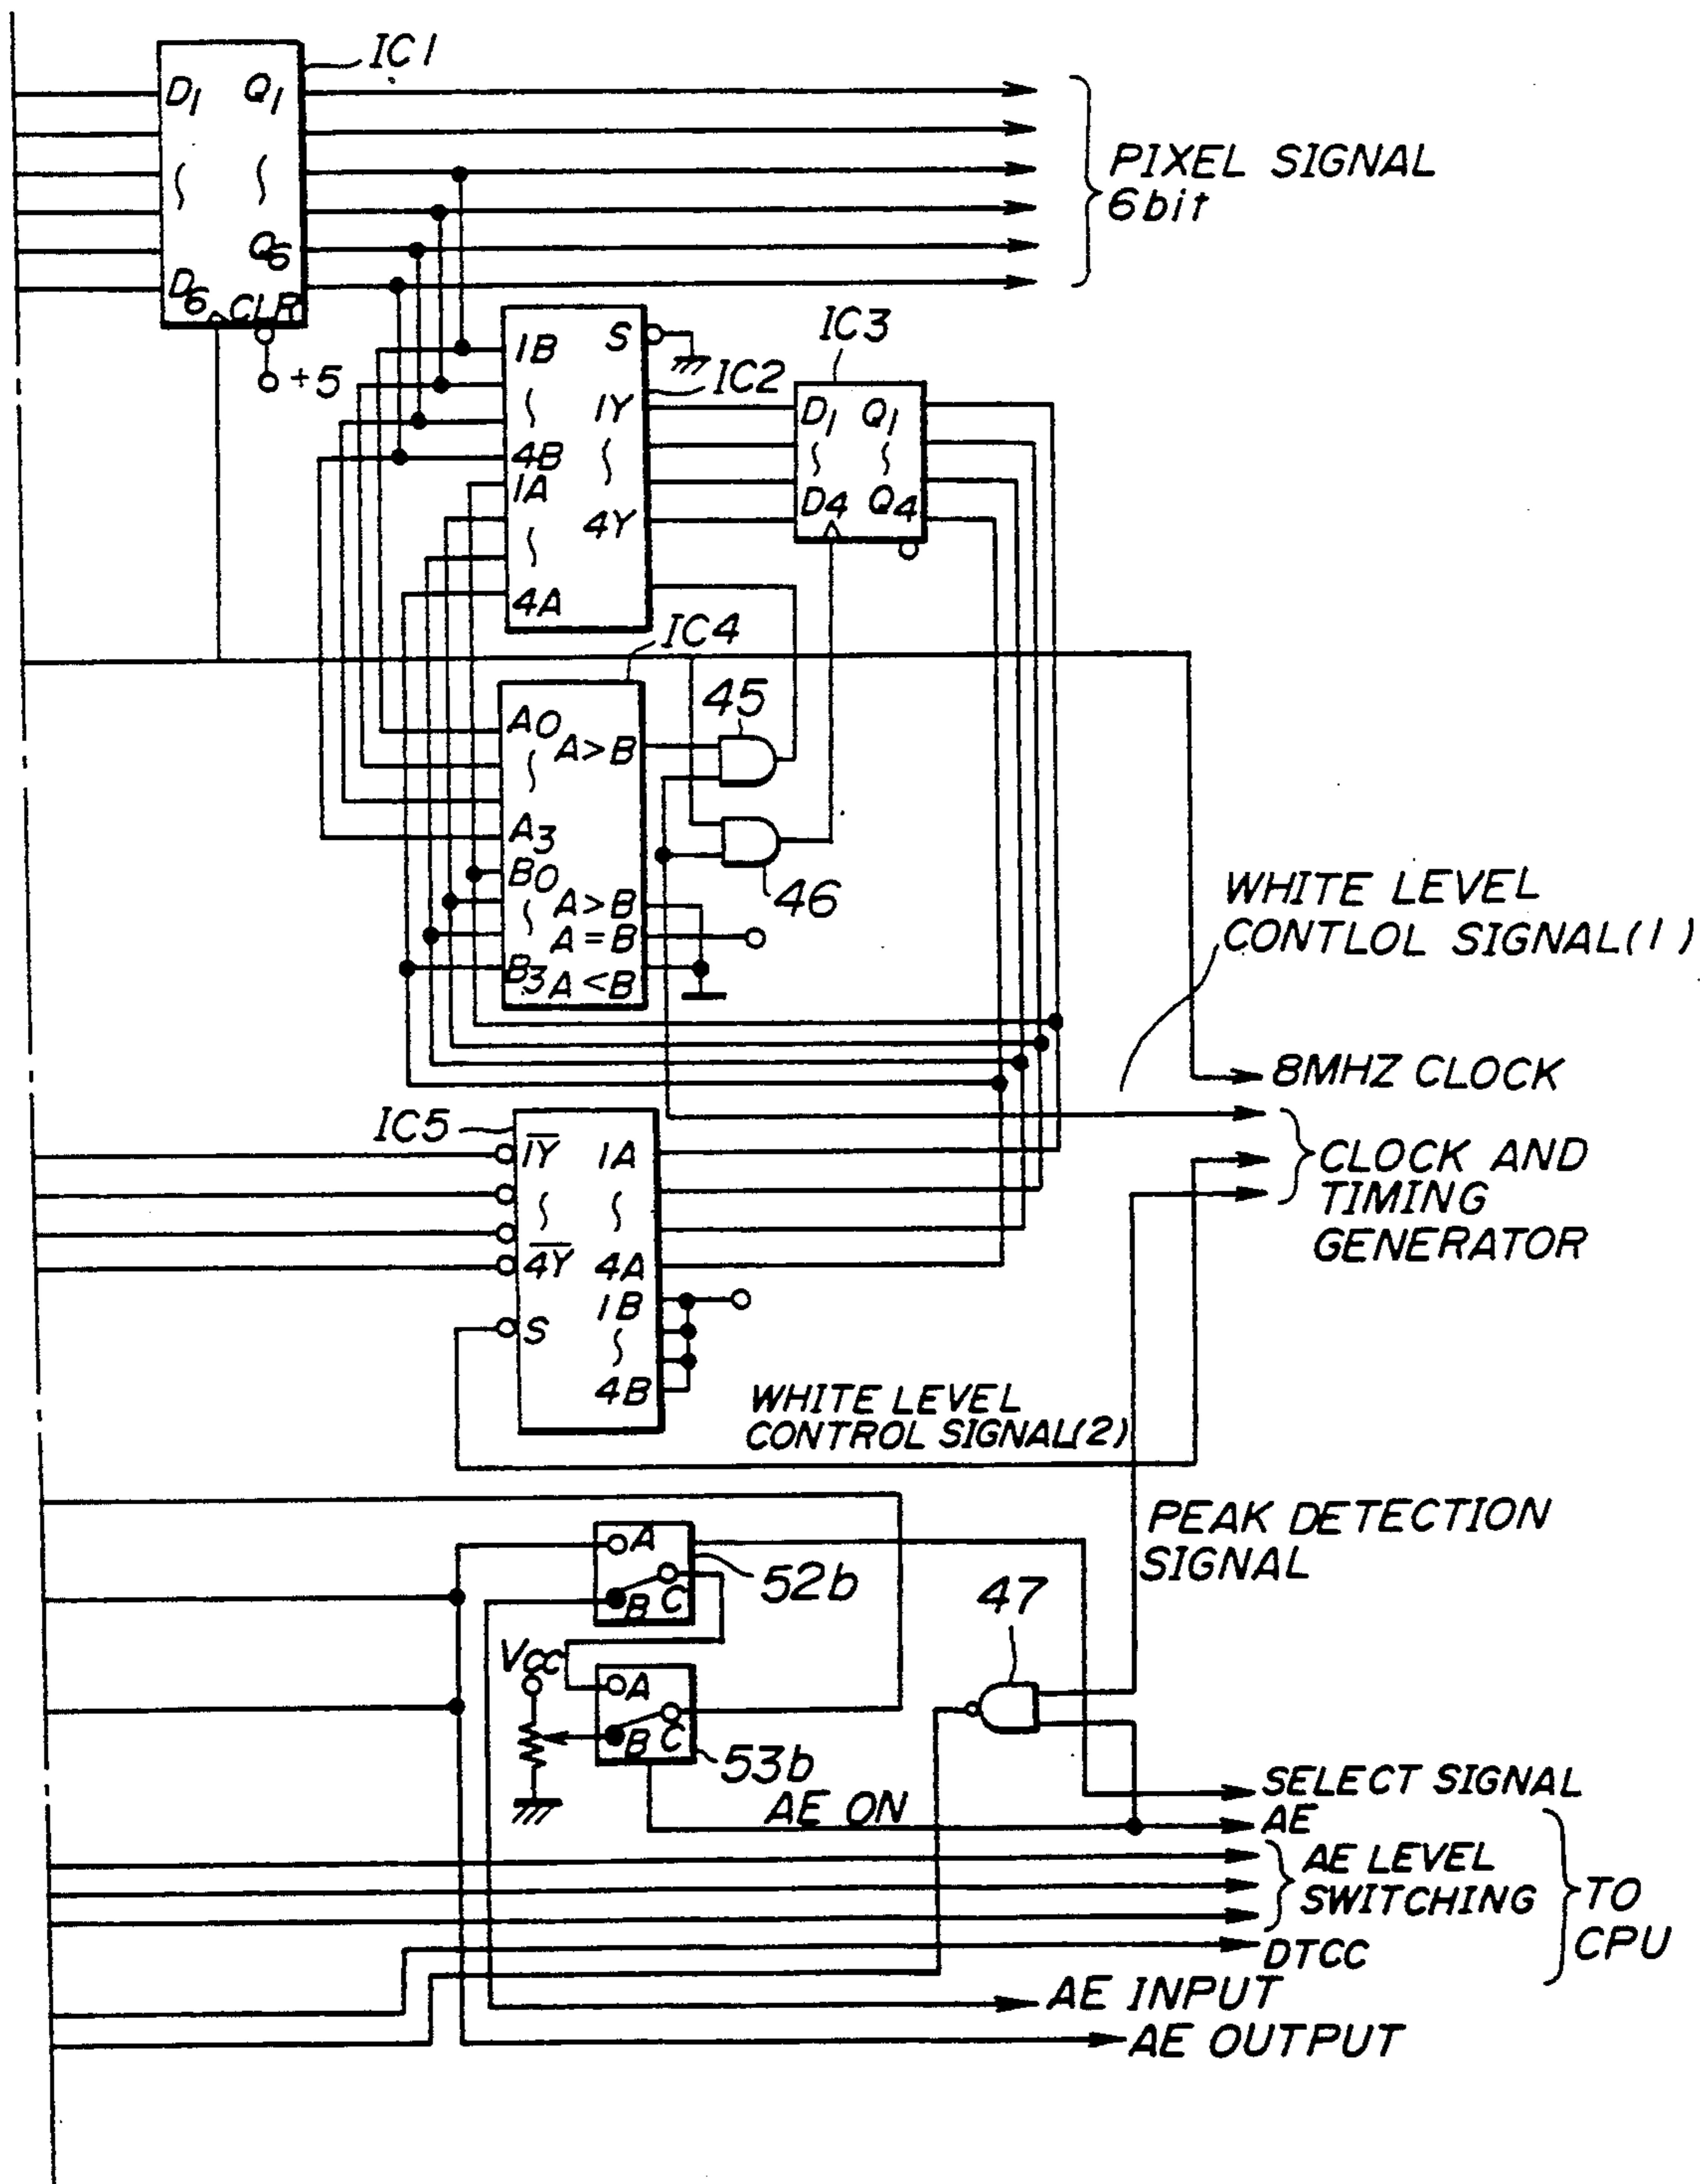 IC1
D1 Q1
Q6
D6 CLR
+5
PIXEL SIGNAL
6bit
IC2
S
1B
1Y
4B
1A
4Y
4A
IC3
D1 Q1
D4 Q4
IC4
A0
A>B
A3
B0
A>B
A=B
B3 A<B
45
46
WHITE LEVEL
CONTLOL SIGNAL(1)
8MHZ CLOCK
CLOCK AND
TIMING
GENERATOR
IC5
1Y 1A
4Y 4A
1B
S
4B
WHITE LEVEL
CONTROL SIGNAL(2)
PEAK DETECTION
SIGNAL
A
B C
52b
47
VCC
A
B C
53b
AE ON
SELECT SIGNAL
AE
AE LEVEL
SWITCHING
TO
CPU
DTCC
AE INPUT
AE OUTPUT